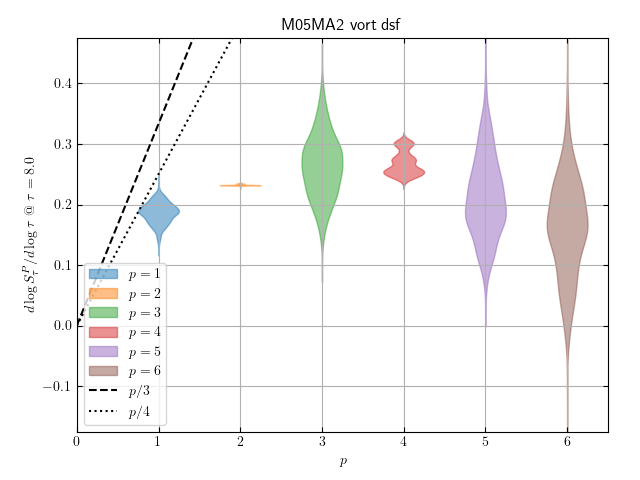 M05MA2 vort dsf
d log S_τ^P / d log τ @ τ = 8.0
0.4
0.3
0.2
0.1
0.0
−0.1
p = 1
p = 2
p = 3
p = 4
p = 5
p = 6
p/3
p/4
0 1 2 3 4 5 6
p